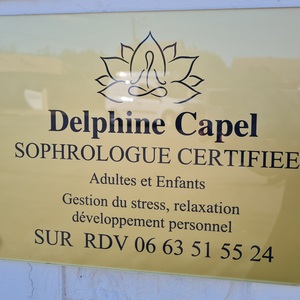 Delphine Capel
SOPHROLOGUE CERTIFIEE
Adultes et Enfants
Gestion du stress, relaxation
développement personnel
SUR RDV 06 63 51 55 24